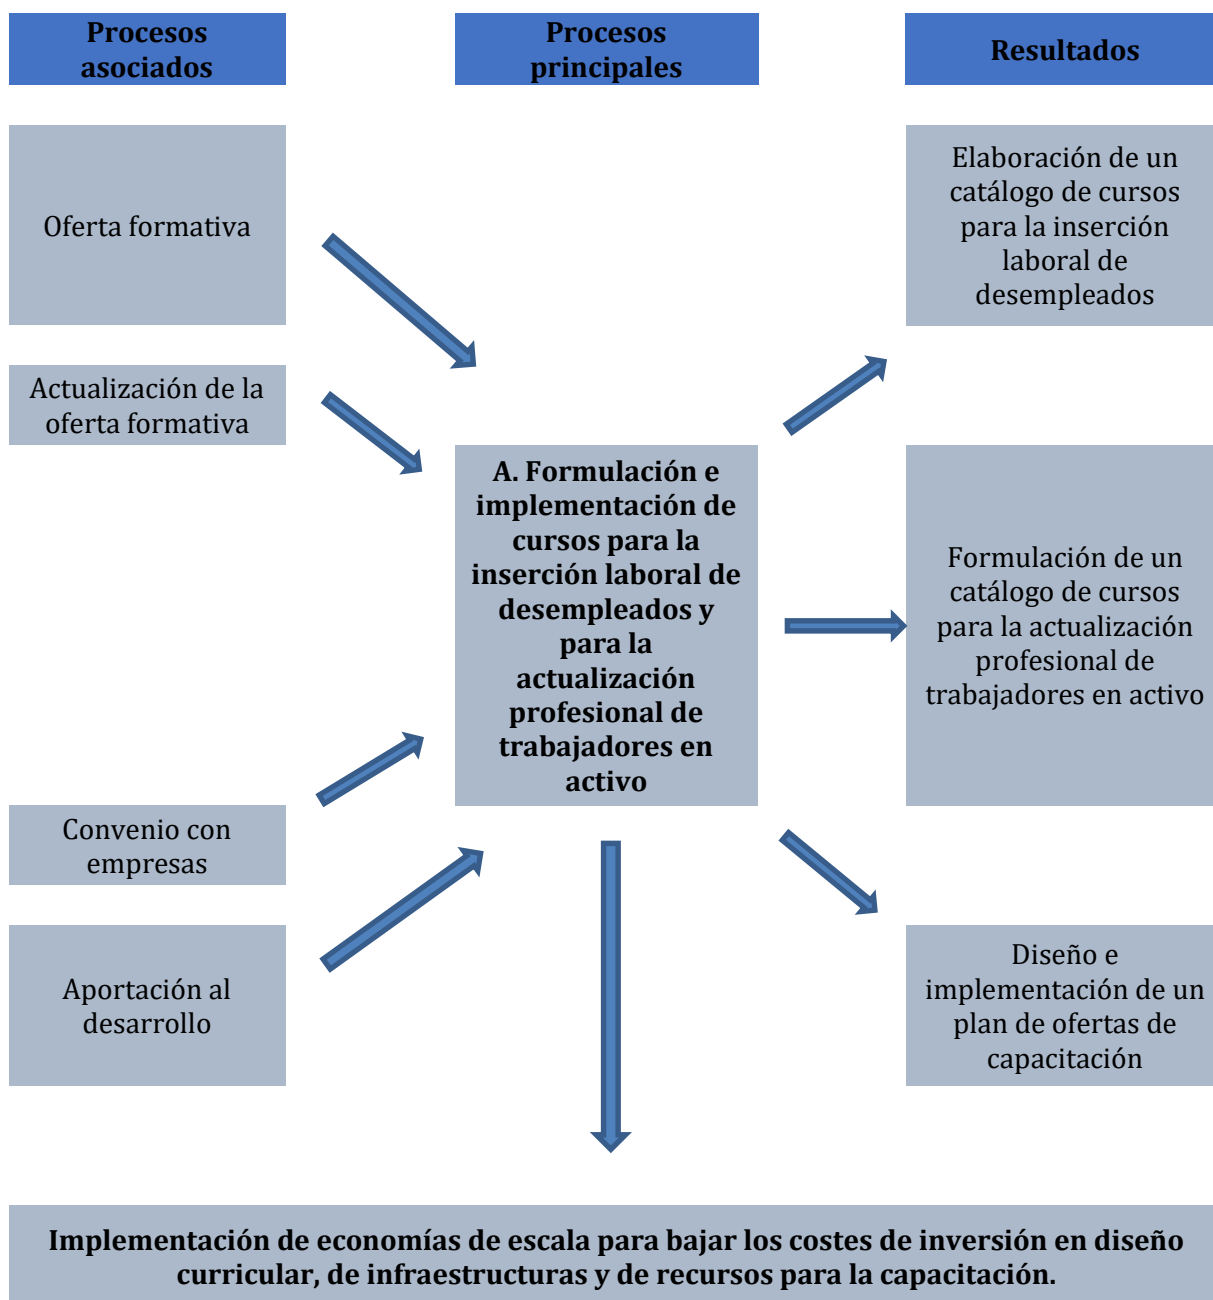 Procesos
asociados
Procesos
principales
Resultados
Oferta formativa
Actualización de la
oferta formativa
Convenio con
empresas
Aportación al
desarrollo
A. Formulación e
implementación de
cursos para la
inserción laboral de
desempleados y
para la
actualización
profesional de
trabajadores en
activo
Elaboración de un
catálogo de cursos
para la inserción
laboral de
desempleados
Formulación de un
catálogo de cursos
para la actualización
profesional de
trabajadores en activo
Diseño e
implementación de un
plan de ofertas de
capacitación
Implementación de economías de escala para bajar los costes de inversión en diseño
curricular, de infraestructuras y de recursos para la capacitación.